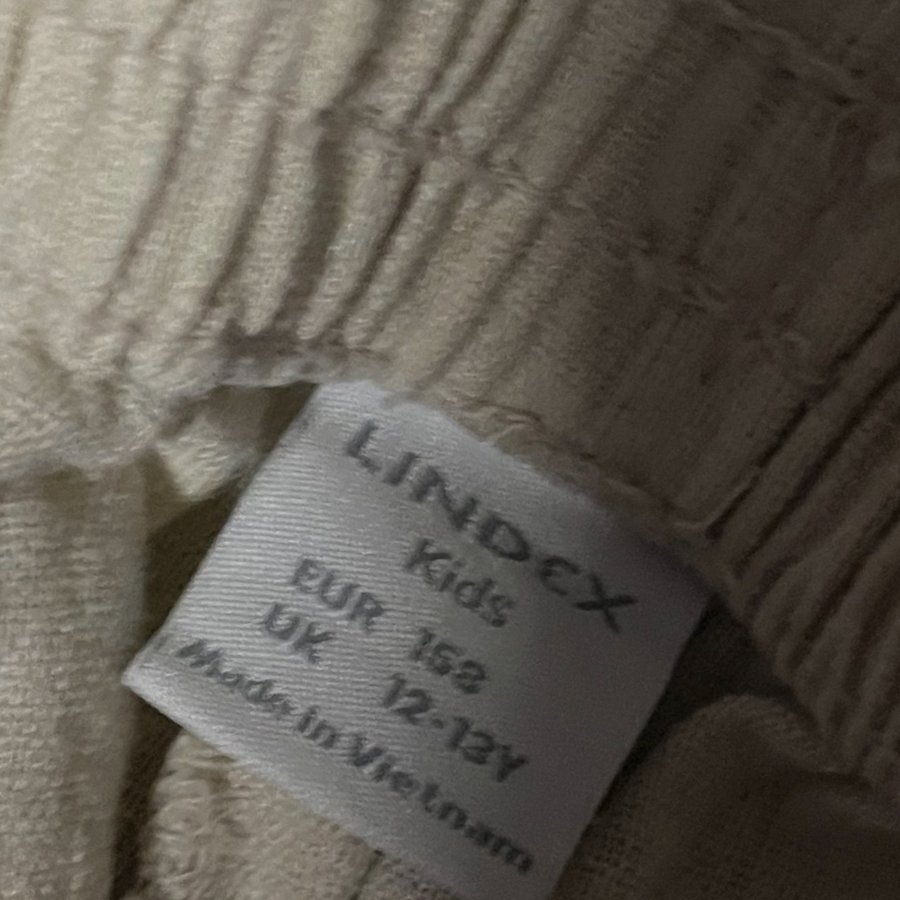 LINDEX
Kids
EUR 158
UK 12-13Y
Made in Vietnam